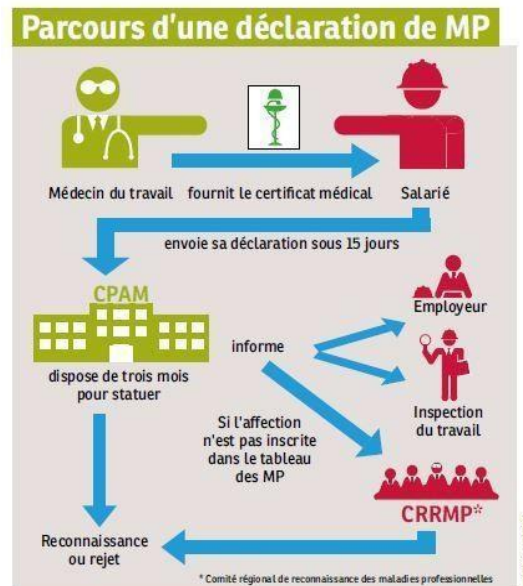 Parcours d'une déclaration de MP
Médecin du travail fournit le certificat médical Salarié
envoie sa déclaration sous 15 jours
CPAM
dispose de trois mois
pour statuer
informe
Employeur
Inspection
du travail
Si l'affection
n'est pas inscrite
dans le tableau
des MP
CRRMP*
Reconnaissance
ou rejet
* Comité régional de reconnaissance des maladies professionnelles